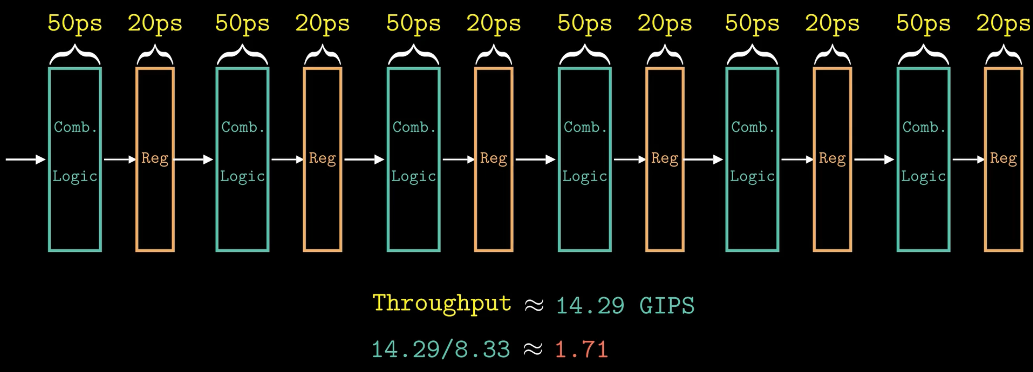 50ps 20ps 50ps 20ps 50ps 20ps 50ps 20ps 50ps 20ps 50ps 20ps
Comb. Comb. Comb. Comb. Comb. Comb.
Reg Reg Reg Reg Reg Reg
Logic Logic Logic Logic Logic Logic
Throughput ≈ 14.29 GIPS
14.29/8.33 ≈ 1.71